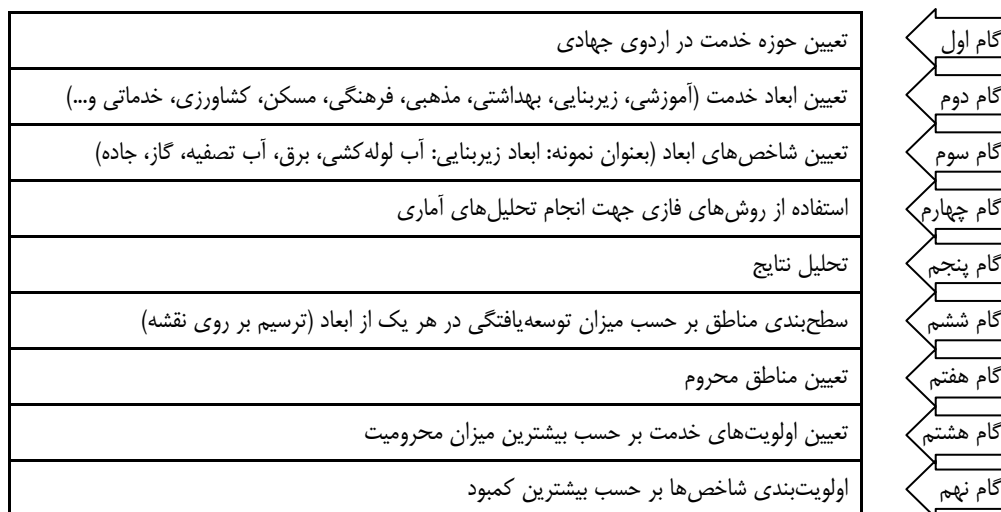 گام اول
تعیین حوزه خدمت در اردوی جهادی
گام دوم
تعیین ابعاد خدمت (آموزشی، زیربنایی، بهداشتی، مذهبی، فرهنگی، مسکن، کشاورزی، خدماتی و...)
گام سوم
تعیین شاخص‌های ابعاد (بعنوان نمونه: ابعاد زیربنایی: آب لوله‌کشی، برق، آب تصفیه، گاز، جاده)
گام چهارم
استفاده از روش‌های فازی جهت انجام تحلیل‌های آماری
گام پنجم
تحلیل نتایج
گام ششم
سطح‌بندی مناطق بر حسب میزان توسعه‌یافتگی در هر یک از ابعاد (ترسیم بر روی نقشه)
گام هفتم
تعیین مناطق محروم
گام هشتم
تعیین اولویت‌های خدمت بر حسب بیشترین میزان محرومیت
گام نهم
اولویت‌بندی شاخص‌ها بر حسب بیشترین کمبود